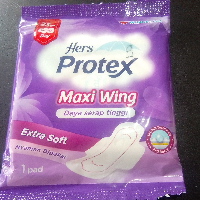 Hers
Protex
Maxi Wing
Daya serap tinggi
Extra Soft
1 pad